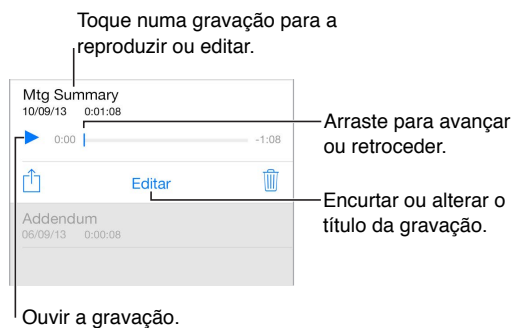 Toque numa gravação para a
reproduzir ou editar.
Mtg Summary
10/09/13 0:01:08
0:00 -1:08
Arraste para avançar
ou retroceder.
Editar
Encurtar ou alterar o
título da gravação.
Addendum
06/09/13 0:00:08
Ouvir a gravação.